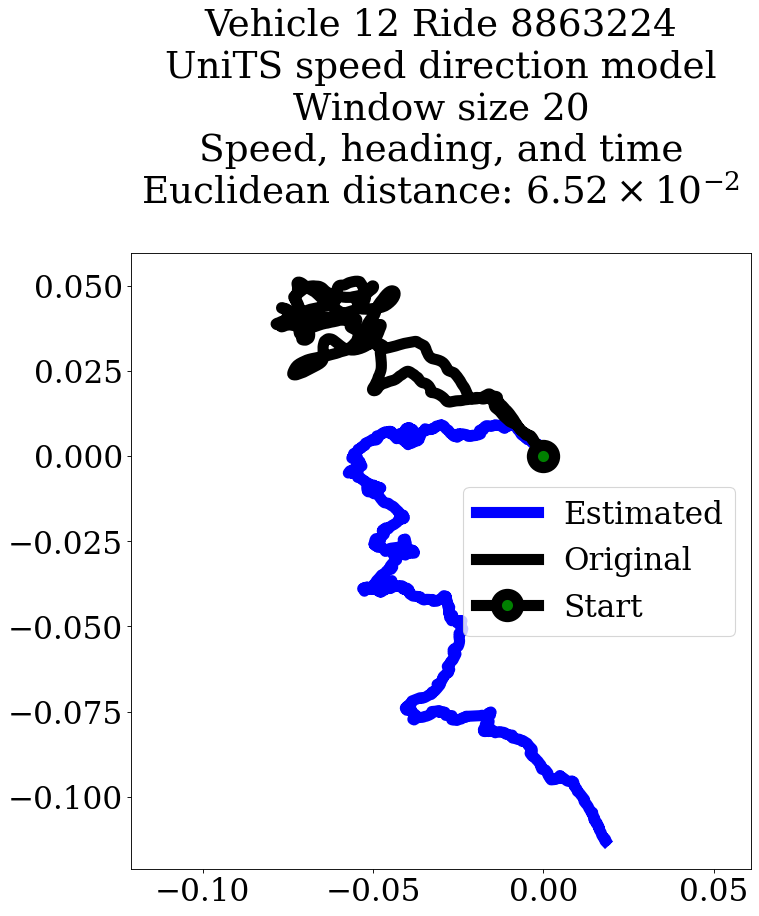 Vehicle 12 Ride 8863224
UniTS speed direction model
Window size 20
Speed, heading, and time
Euclidean distance: 6.52 × 10⁻²
0.050
0.025
0.000
−0.025
−0.050
−0.075
−0.100
Estimated
Original
Start
−0.10
−0.05
0.00
0.05